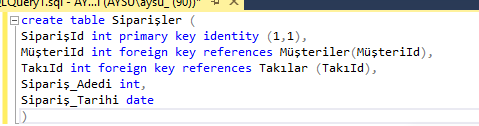 LQuery1.sql - AY...l (AYSU\aysu_ (90))*
create table Siparişler (
SiparişId int primary key identity (1,1),
MüşteriId int foreign key references Müşteriler(MüşteriId),
TakıId int foreign key references Takılar (TakıId),
Sipariş_Adedi int,
Sipariş_Tarihi date
)